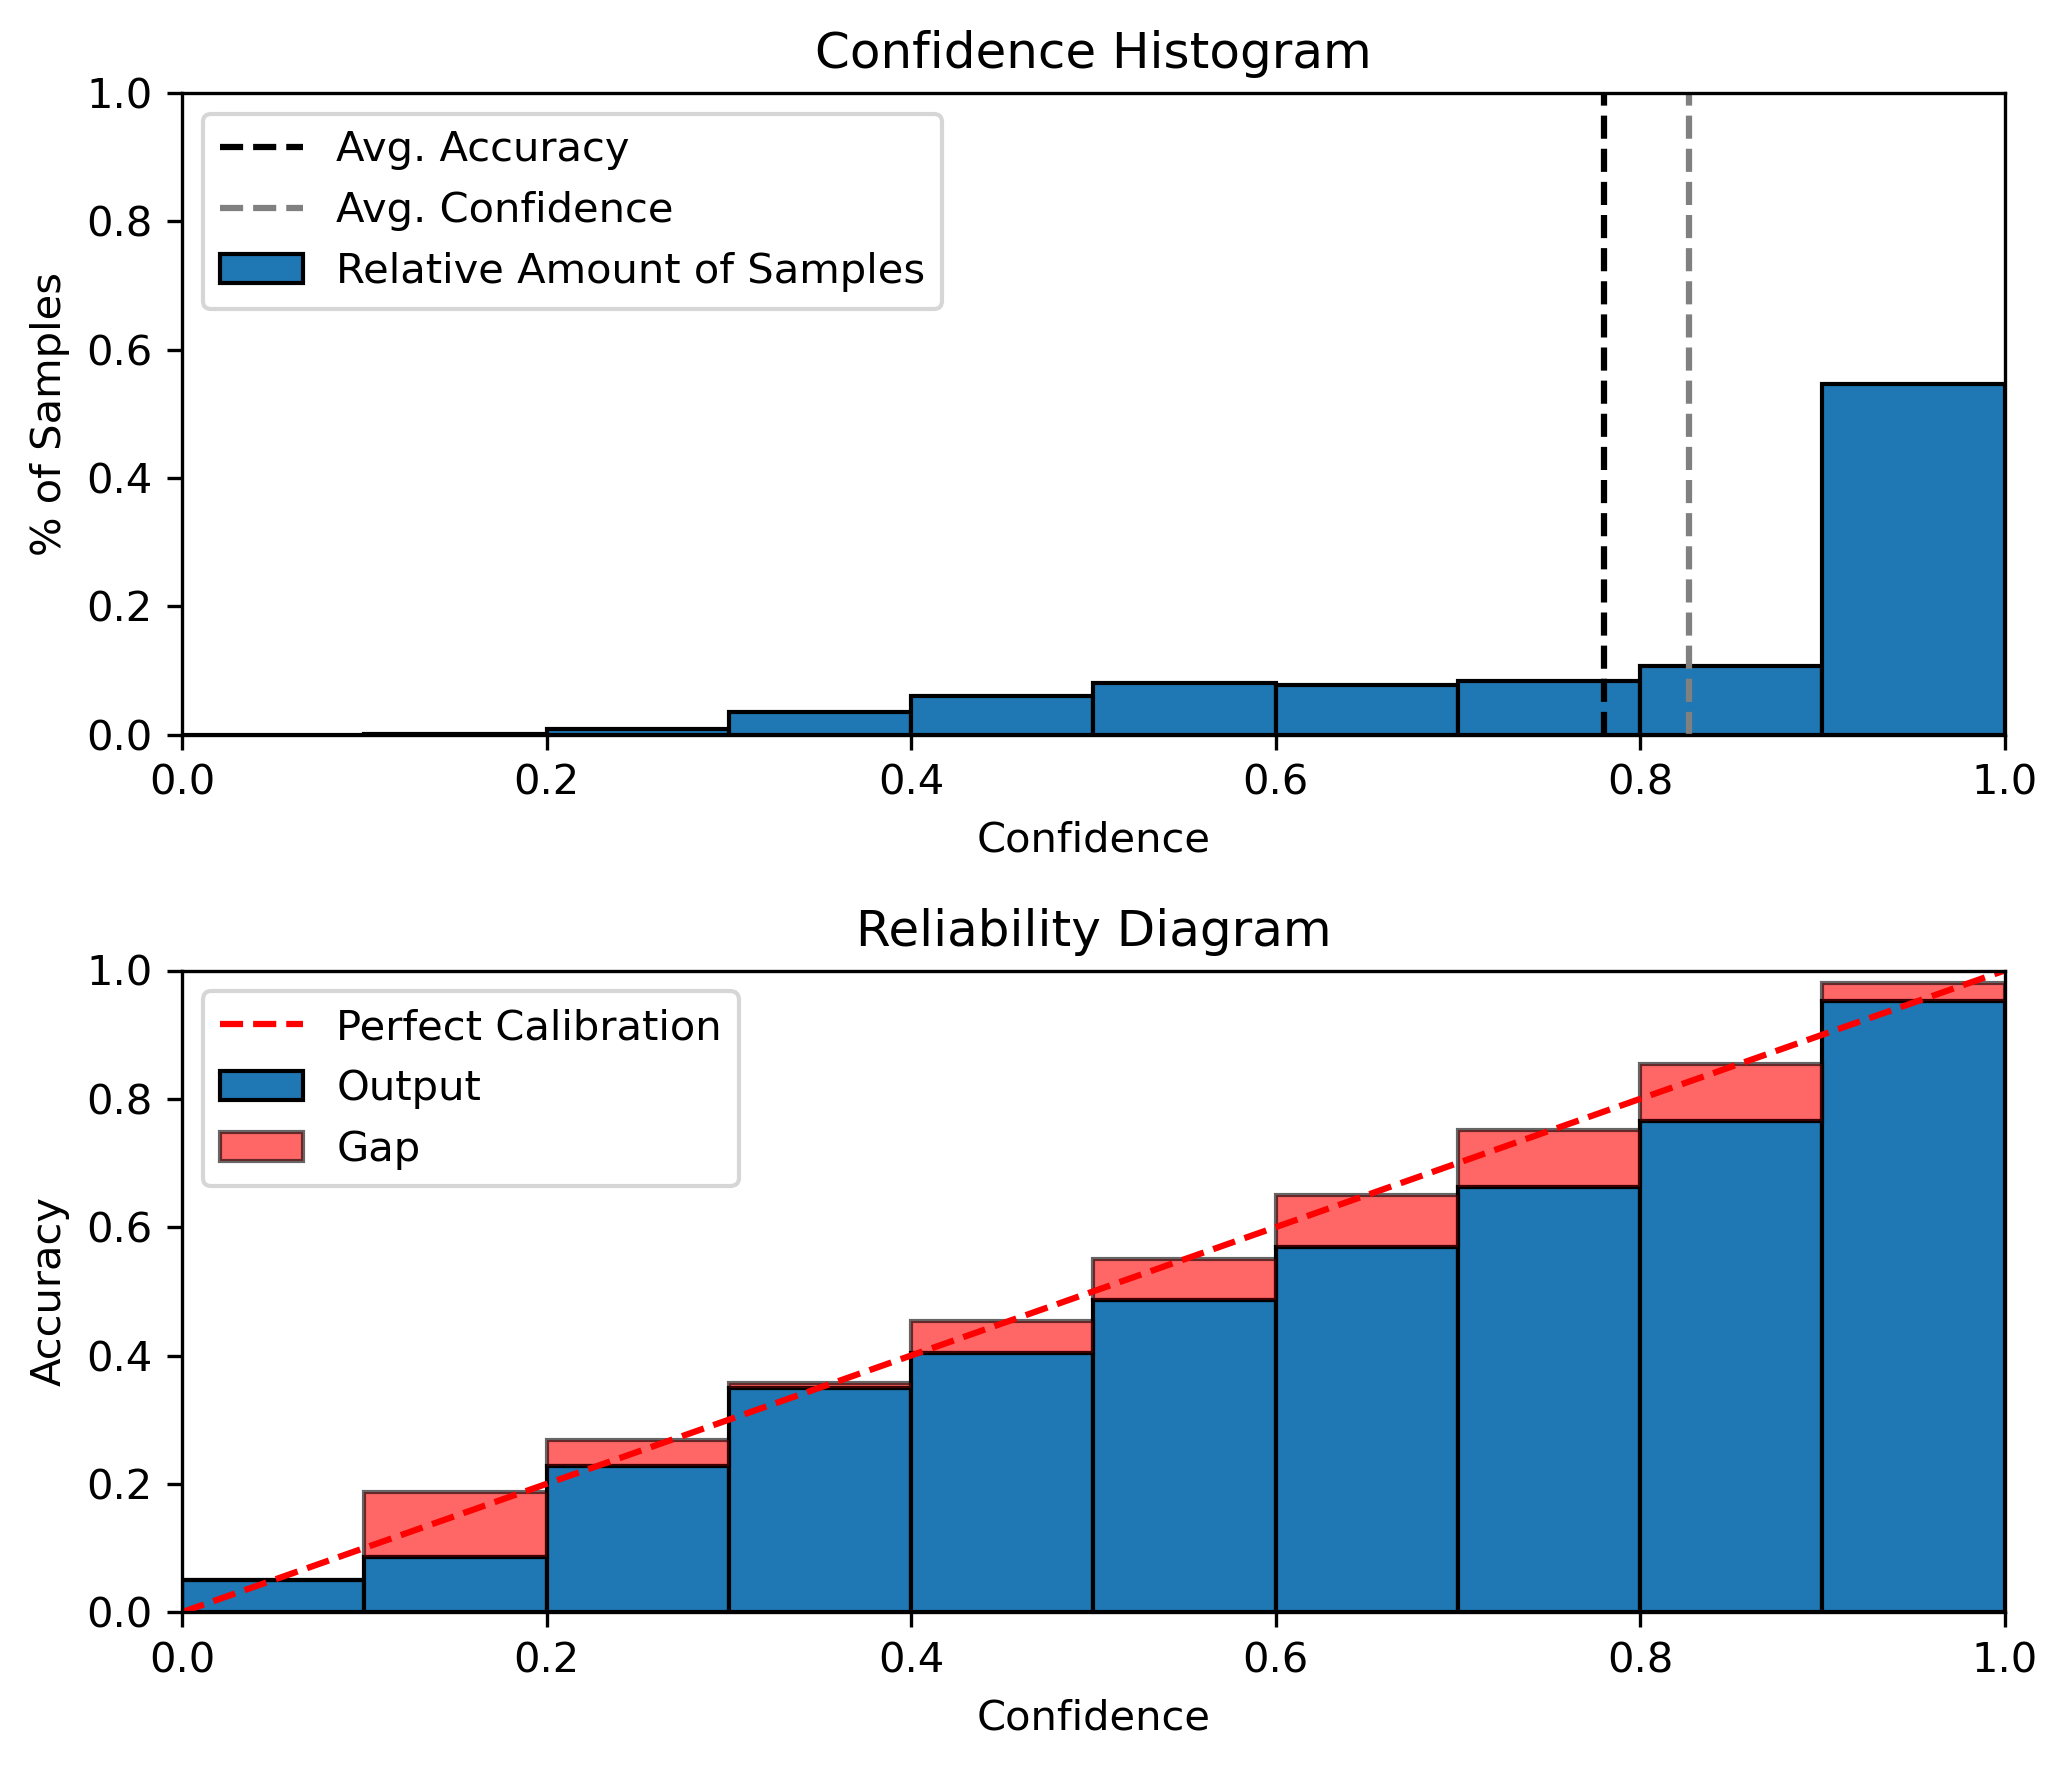 Confidence Histogram
1.0
0.8
0.6
0.4
0.2
0.0
% of Samples
Avg. Accuracy
Avg. Confidence
Relative Amount of Samples
0.0 0.2 0.4 0.6 0.8 1.0
Confidence
Reliability Diagram
1.0
0.8
0.6
0.4
0.2
0.0
Accuracy
Perfect Calibration
Output
Gap
0.0 0.2 0.4 0.6 0.8 1.0
Confidence